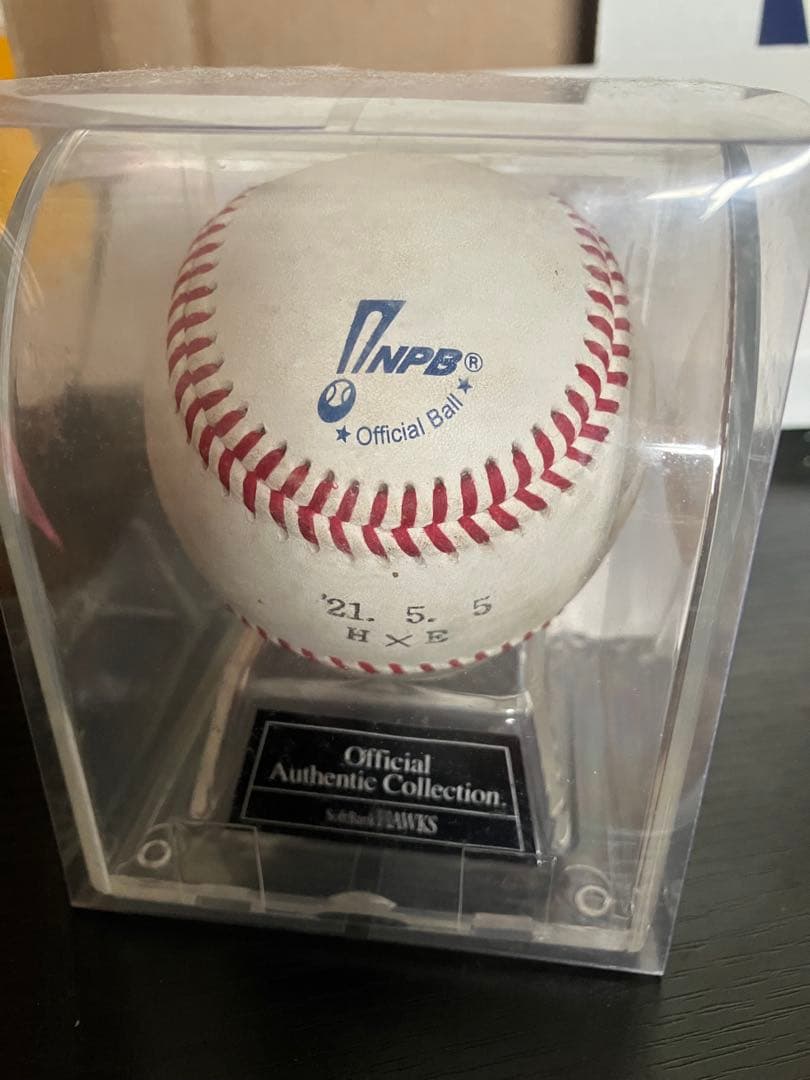 NPB®
★ Official Ball ★
'21. 5. 5
H × E
Official
Authentic Collection.
SoftBank HAWKS